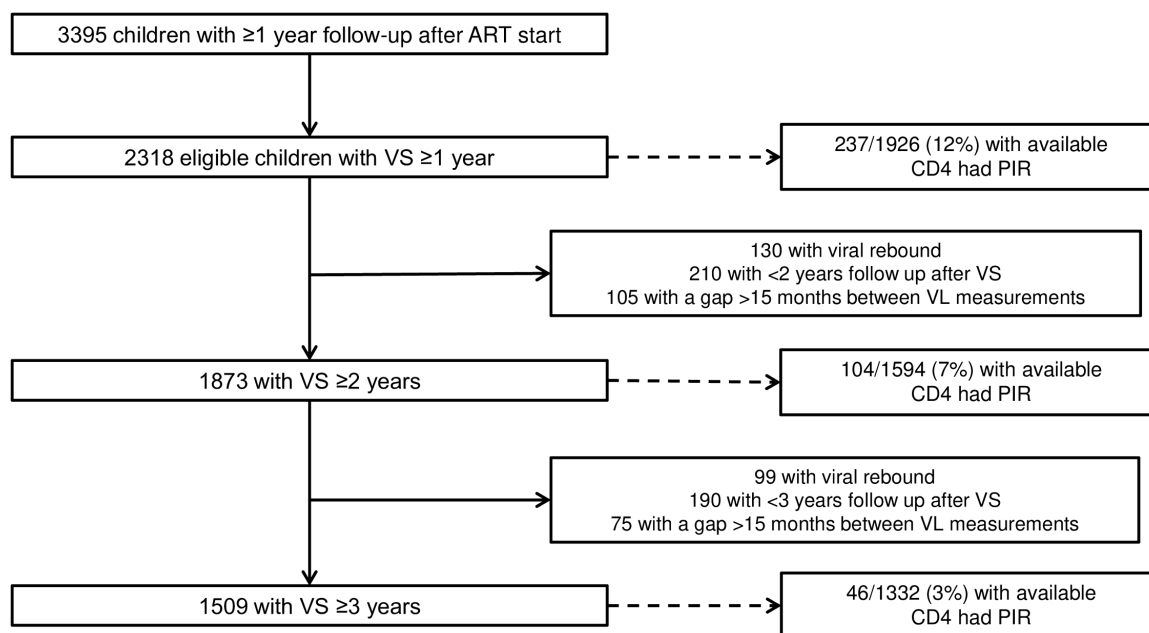 3395 children with ≥1 year follow-up after ART start
2318 eligible children with VS ≥1 year
237/1926 (12%) with available
CD4 had PIR
130 with viral rebound
210 with <2 years follow up after VS
105 with a gap >15 months between VL measurements
1873 with VS ≥2 years
104/1594 (7%) with available
CD4 had PIR
99 with viral rebound
190 with <3 years follow up after VS
75 with a gap >15 months between VL measurements
1509 with VS ≥3 years
46/1332 (3%) with available
CD4 had PIR